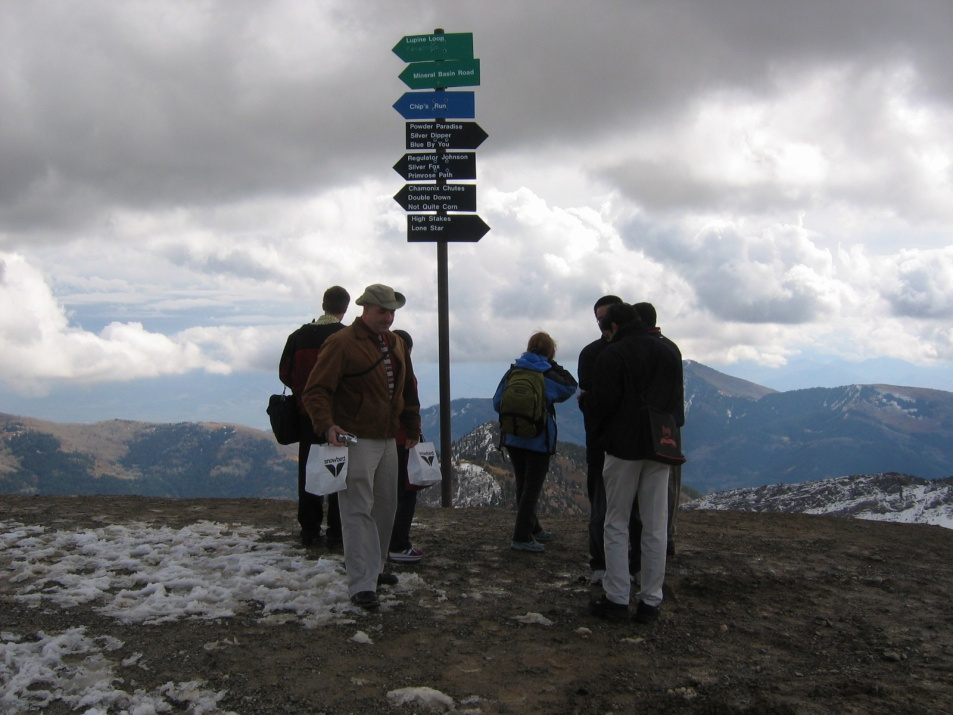 Lupine Loop
Mineral Basin Road
Chip's Run
Powder Paradise
Silver Dipper
Blue By You
Regulator Johnson
Silver Fox
Primrose Path
Chamonix Chutes
Double Down
Not Quite Corn
High Stakes
Lone Star
snowbird
snowbird